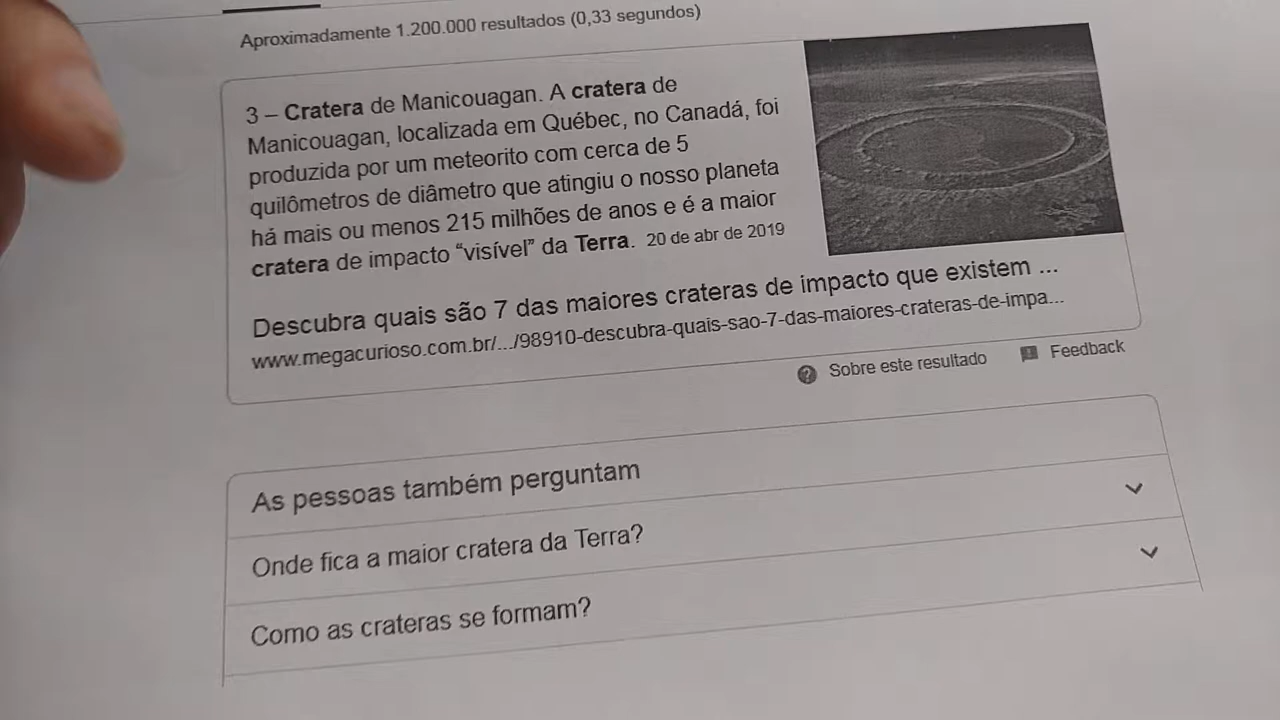 Aproximadamente 1.200.000 resultados (0,33 segundos)
3 – Cratera de Manicouagan. A cratera de
Manicouagan, localizada em Québec, no Canadá, foi
produzida por um meteorito com cerca de 5
quilômetros de diâmetro que atingiu o nosso planeta
há mais ou menos 215 milhões de anos e é a maior
cratera de impacto “visível” da Terra. 20 de abr de 2019
Descubra quais são 7 das maiores crateras de impacto que existem ...
www.megacurioso.com.br/.../98910-descubra-quais-sao-7-das-maiores-crateras-de-impa...
Sobre este resultado Feedback
As pessoas também perguntam
Onde fica a maior cratera da Terra?
Como as crateras se formam?